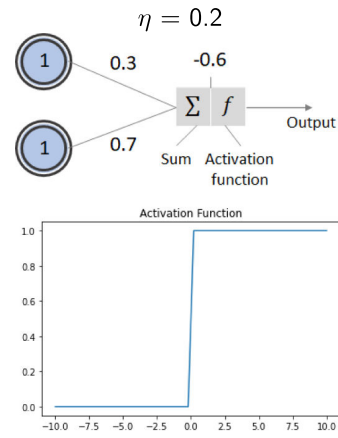 η = 0.2
1
0.3
-0.6
Σ f
1
0.7
Output
Sum Activation
function
Activation Function
1.0
0.8
0.6
0.4
0.2
0.0
−10.0 −7.5 −5.0 −2.5 0.0 2.5 5.0 7.5 10.0